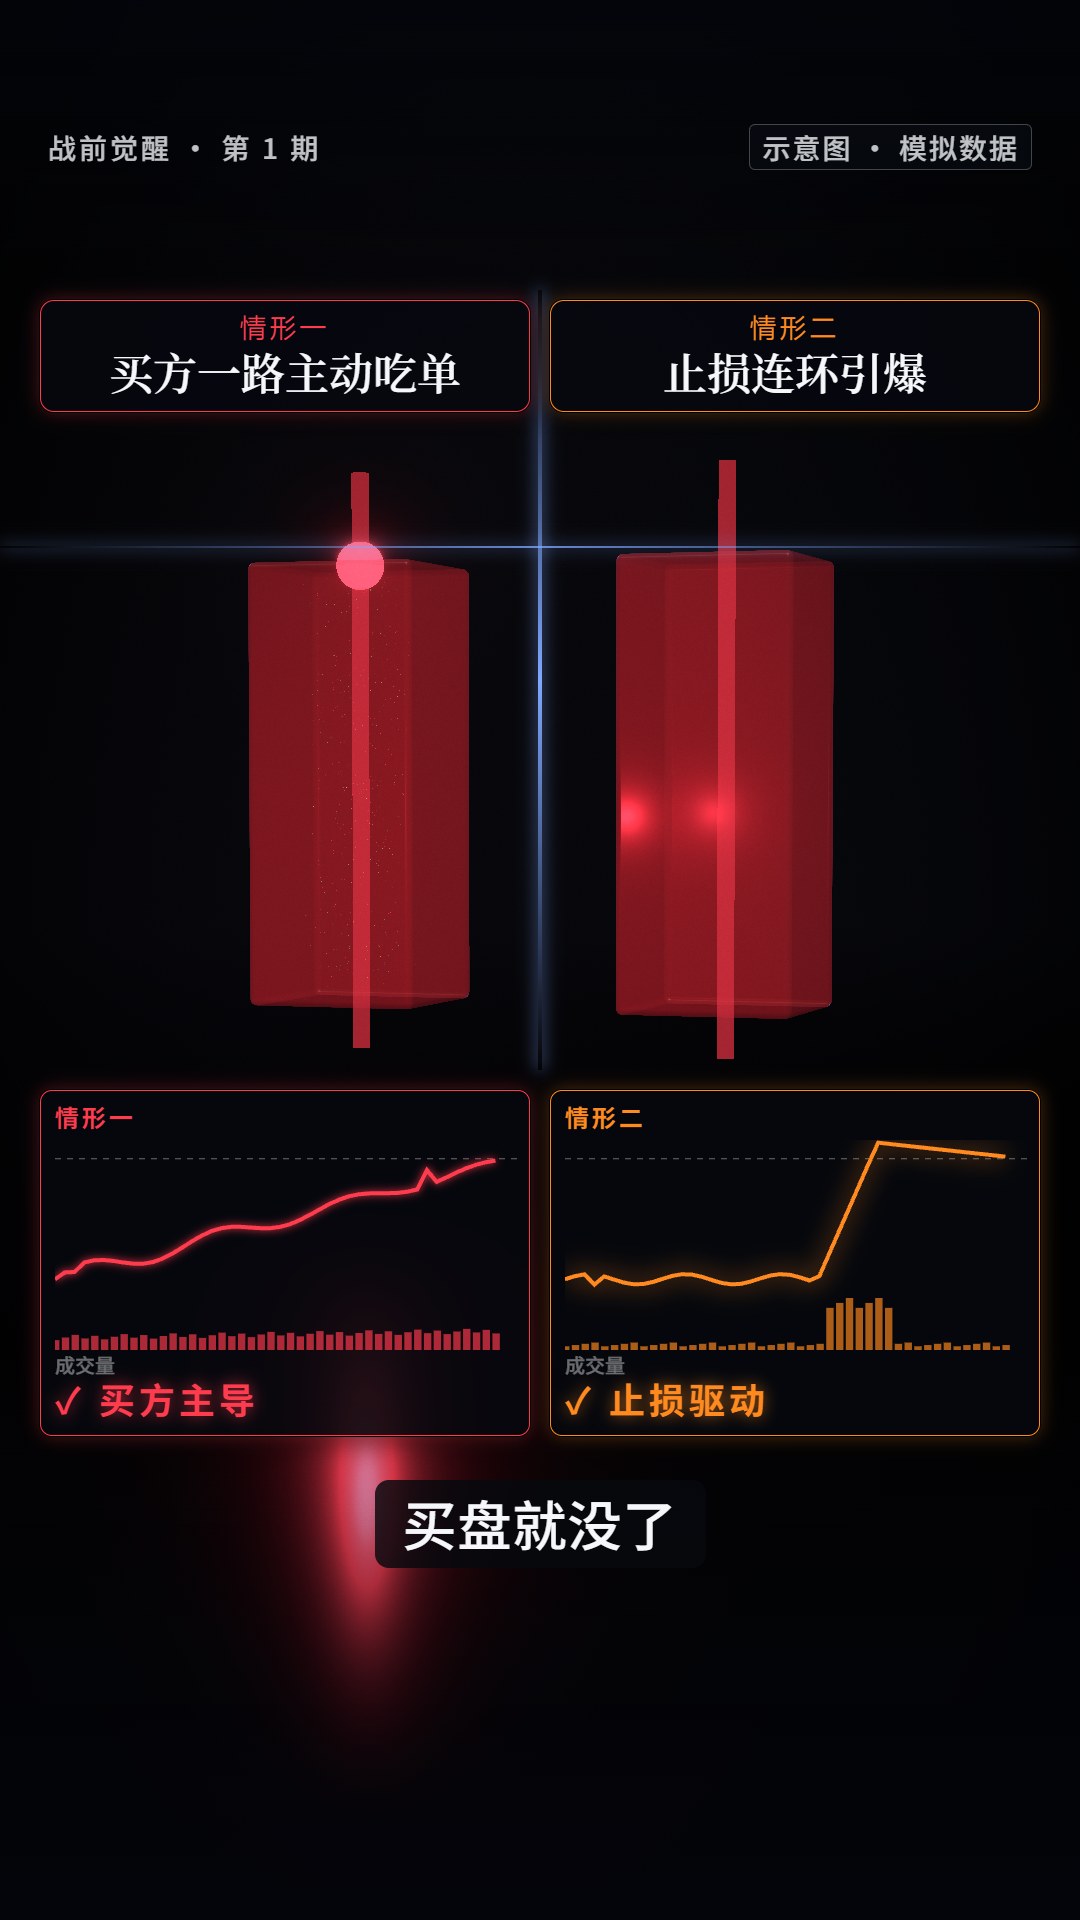 战前觉醒 · 第 1 期
示意图 · 模拟数据
情形一
买方一路主动吃单
情形二
止损连环引爆
情形一
成交量
✓ 买方主导
情形二
成交量
✓ 止损驱动
买盘就没了